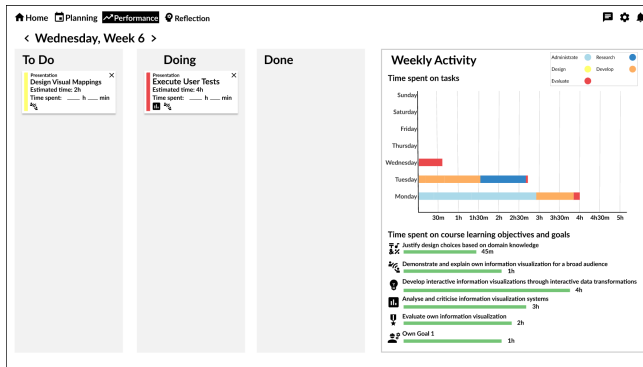 Home Planning Performance Reflection
< Wednesday, Week 6 >
To Do
Presentation
Design Visual Mappings
Estimated time: 2h
Time spent: ___ h ___ min
Doing
Presentation
Execute User Tests
Estimated time: 4h
Time spent: ___ h ___ min
Done
Weekly Activity
Administrate Research
Design Develop
Evaluate
Time spent on tasks
Sunday
Saturday
Friday
Thursday
Wednesday
Tuesday
Monday
30m 1h 1h30m 2h 2h30m 3h 3h30m 4h 4h30m 5h
Time spent on course learning objectives and goals
Justify design choices based on domain knowledge
45m
Demonstrate and explain own information visualization for a broad audience
1h
Develop interactive information visualizations through interactive data transformations
4h
Analyse and criticise information visualization systems
3h
Evaluate own information visualization
2h
Own Goal 1
1h